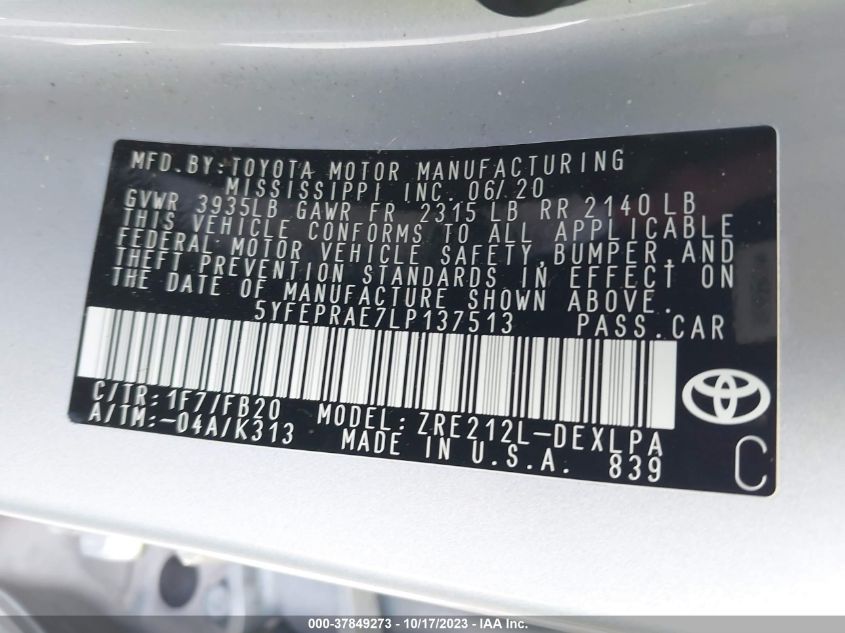 MFD.BY:TOYOTA MOTOR MANUFACTURING
MISSISSIPPI INC. 06/20
GVWR 3935LB GAWR FR 2315 LB RR 2140 LB
THIS VEHICLE CONFORMS TO ALL APPLICABLE
FEDERAL MOTOR VEHICLE SAFETY,BUMPER,AND
THEFT PREVENTION STANDARDS IN EFFECT ON
THE DATE OF MANUFACTURE SHOWN ABOVE.
5YFEPRAE7LP137513 PASS.CAR
C/TR:1F7/FB20 MODEL:ZRE212L-DEXLPA
A/TM:-04A/K313 MADE IN U.S.A. 839
C
000-37849273 - 10/17/2023 - IAA Inc.